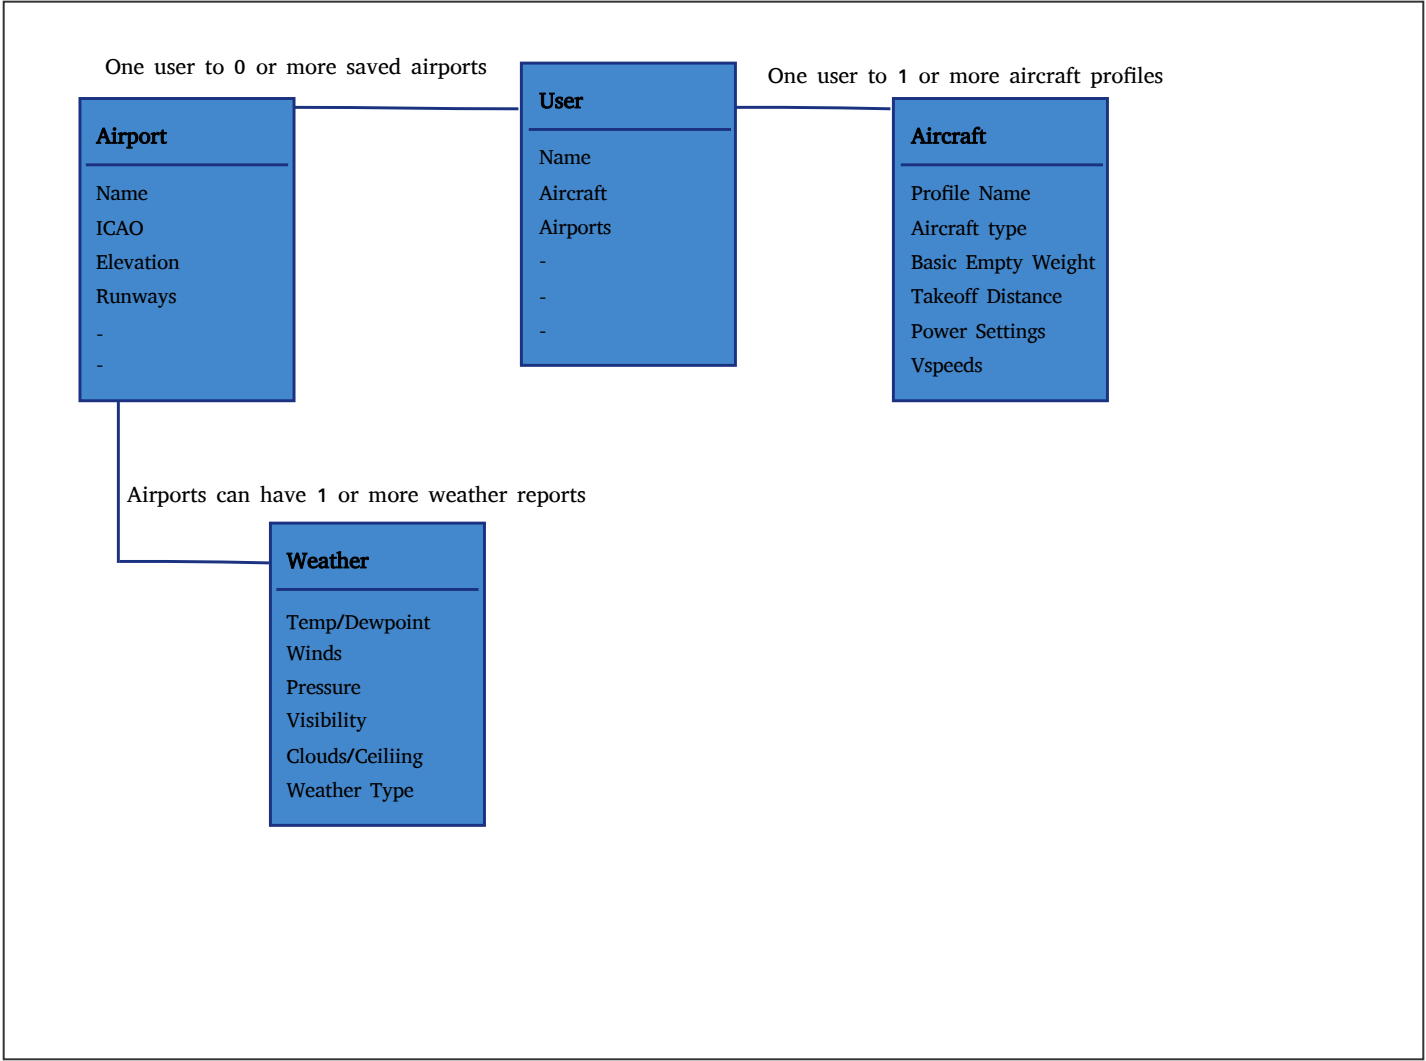 One user to 0 or more saved airports
One user to 1 or more aircraft profiles
Airport
Name
ICAO
Elevation
Runways
-
-
User
Name
Aircraft
Airports
-
-
-
Aircraft
Profile Name
Aircraft type
Basic Empty Weight
Takeoff Distance
Power Settings
Vspeeds
Airports can have 1 or more weather reports
Weather
Temp/Dewpoint
Winds
Pressure
Visibility
Clouds/Ceiliing
Weather Type